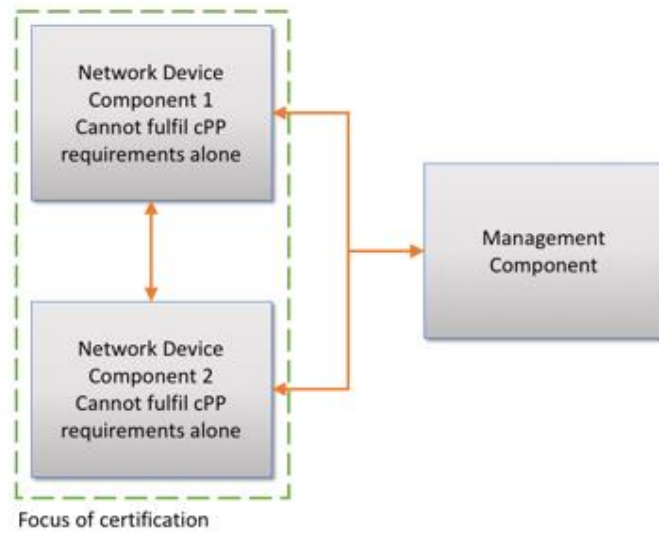 Network Device
Component 1
Cannot fulfil cPP
requirements alone
Management
Component
Network Device
Component 2
Cannot fulfil cPP
requirements alone
Focus of certification